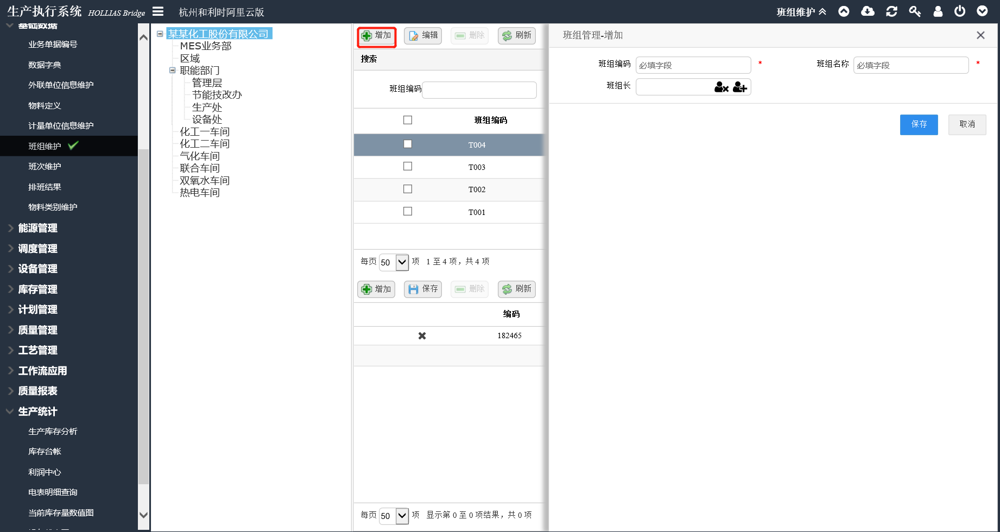 生产执行系统 HOLLIAS Bridge 杭州和利时阿里云版 班组维护
基础数据
业务单据编号
数据字典
外联单位信息维护
物料定义
计量单位信息维护
班组维护
班次维护
排班结果
物料类别维护
能源管理
调度管理
设备管理
库存管理
计划管理
质量管理
工艺管理
工作流应用
质量报表
生产统计
生产库存分析
库存台帐
利润中心
电表明细查询
当前库存量数值图
某某化工股份有限公司
MES业务部
区域
职能部门
管理层
节能技改办
生产处
设备处
化工一车间
化工二车间
气化车间
联合车间
双氧水车间
热电车间
增加 编辑 删除 刷新
搜索
班组编码
班组编码
T004
T003
T002
T001
每页 50 项 1 至 4 项，共 4 项
增加 保存 删除 刷新
编码
182465
每页 50 项 显示第 0 至 0 项结果，共 0 项
班组管理-增加
班组编码 必填字段 * 班组名称 必填字段 *
班组长
保存 取消